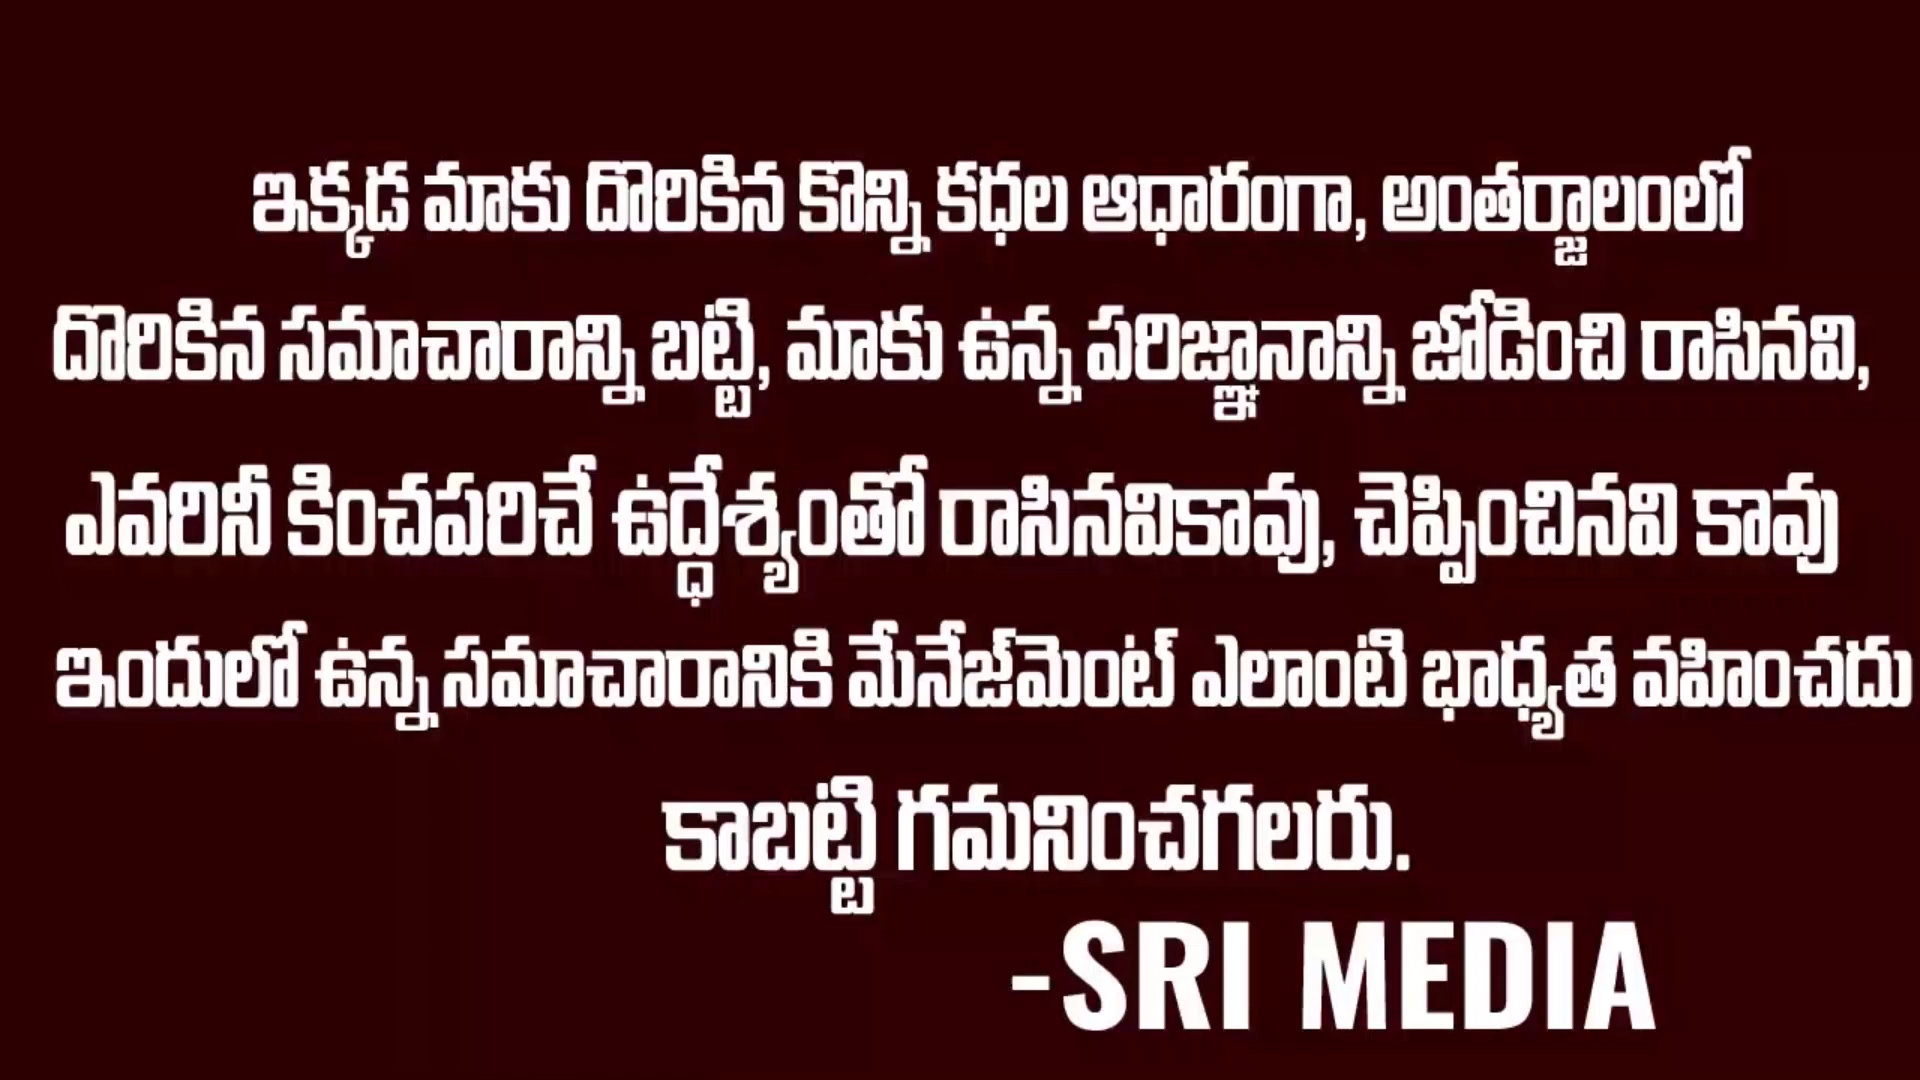 ఇక్కడ మాకు దొరికిన కొన్ని కధల ఆధారంగా, అంతర్జాలంలో
దొరికిన సమాచారాన్ని బట్టి, మాకు ఉన్న పరిజ్ఞానాన్ని జోడించి రాసినవి,
ఎవరినీ కించపరిచే ఉద్ధేశ్యంతో రాసినవికావు, చెప్పించినవి కావు
ఇందులో ఉన్న సమాచారానికి మేనేజ్‌మెంట్ ఎలాంటి భాధ్యత వహించదు
కాబట్టి గమనించగలరు.
-SRI MEDIA